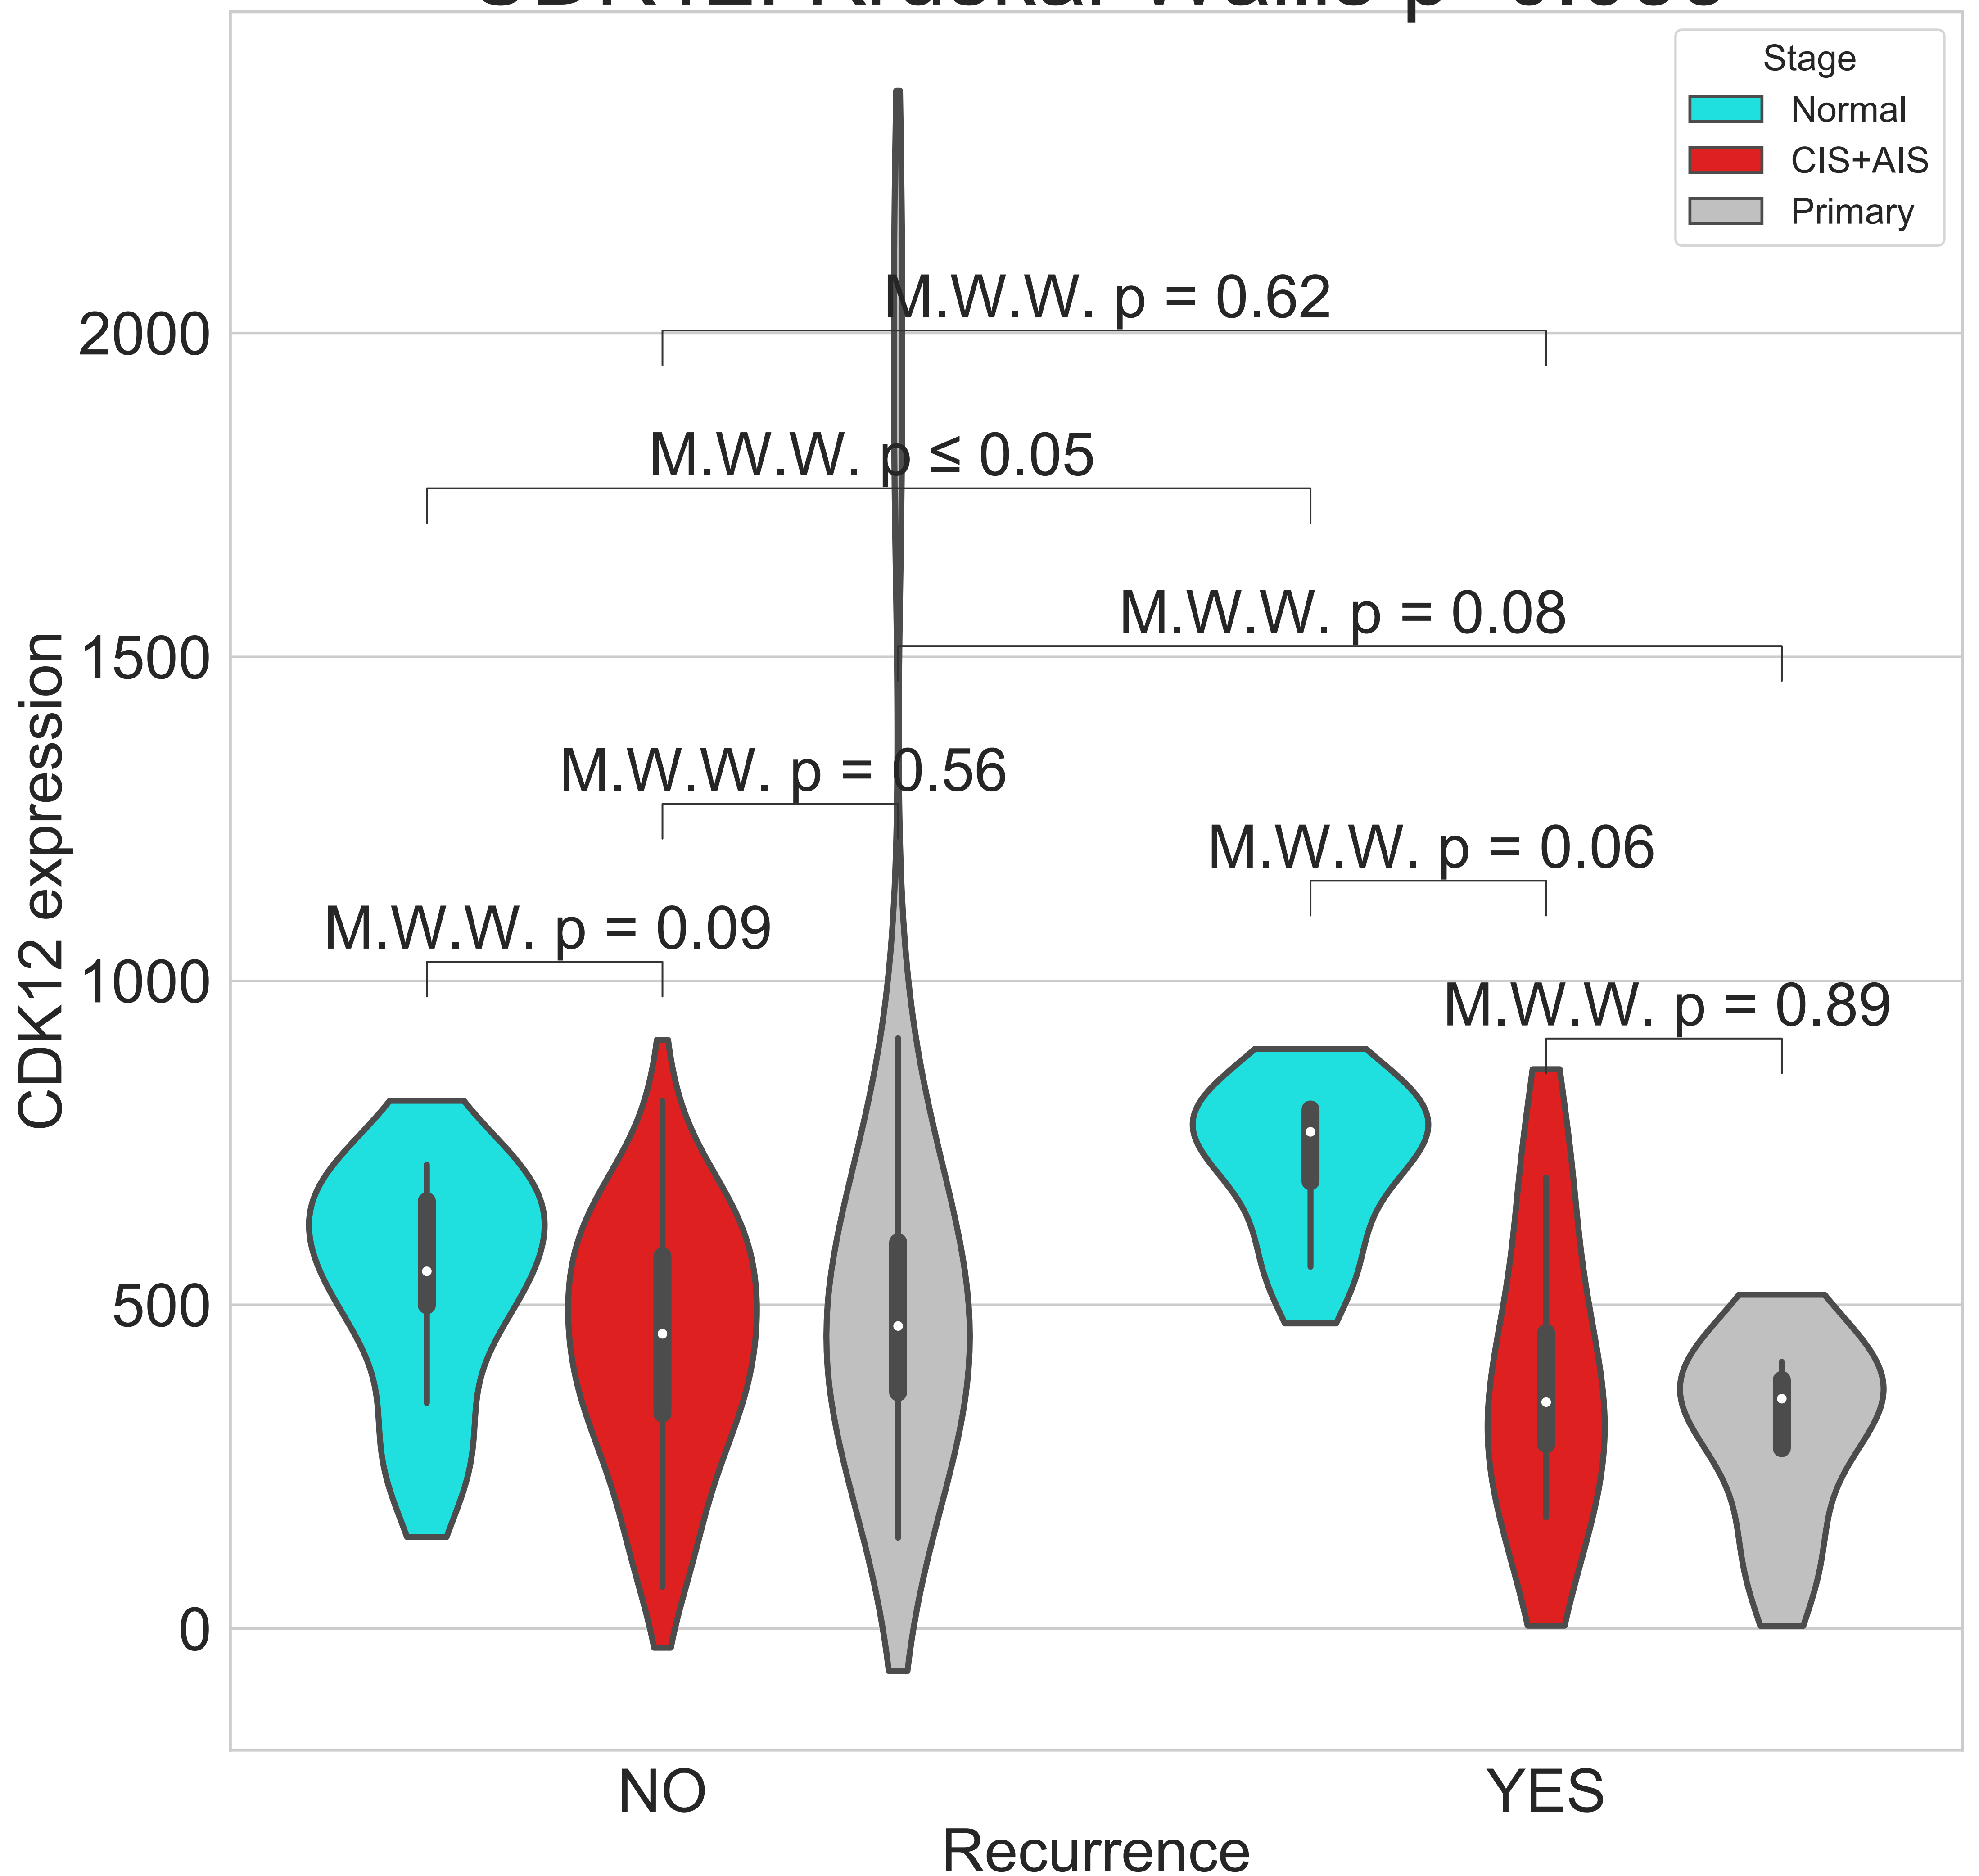 Stage
Normal
CIS+AIS
Primary
M.W.W. p = 0.62
M.W.W. p ≤ 0.05
M.W.W. p = 0.08
M.W.W. p = 0.56
M.W.W. p = 0.06
M.W.W. p = 0.09
M.W.W. p = 0.89
CDK12 expression
2000
1500
1000
500
0
NO
YES
Recurrence